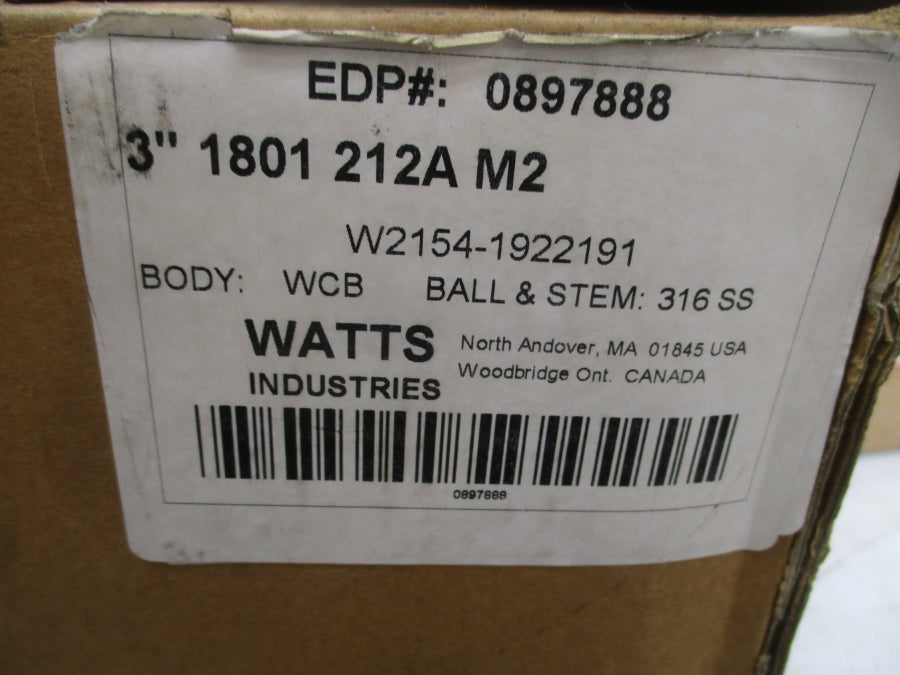 EDP#: 0897888
3" 1801 212A M2
W2154-1922191
BODY: WCB BALL & STEM: 316 SS
WATTS
INDUSTRIES
North Andover, MA 01845 USA
Woodbridge Ont. CANADA
0897888